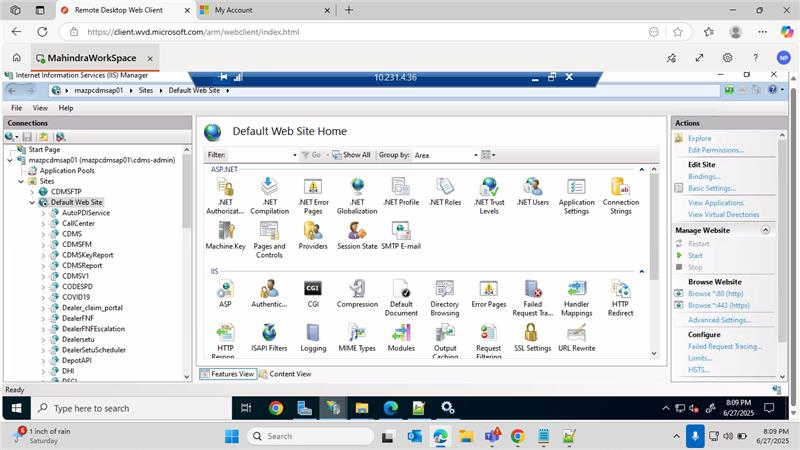 Remote Desktop Web Client
My Account
https://client.wvd.microsoft.com/arm/webclient/index.html
MahindraWorkSpace
NP
Internet Information Services (IIS) Manager
10.231.4.36
mazpcdmsap01
Sites
Default Web Site
File View Help
Connections
Start Page
mazpcdmsap01 (mazpcdmsap01\cdms-admin)
Application Pools
Sites
CDMSFTP
Default Web Site
AutoPDIService
CallCenter
CDMS
CDMSFM
CDMSKeyReport
CDMSReport
CDMSV1
CODESPD
COVID19
Dealer_claim_portal
DealerFNF
DealerFNFEscalation
Dealersetu
DealerSetuScheduler
DepotAPI
DHI
Default Web Site Home
Filter: Go Show All Group by: Area
ASP.NET
.NET Authorizat...
.NET Compilation
.NET Error Pages
.NET Globalization
.NET Profile
.NET Roles
.NET Trust Levels
.NET Users
Application Settings
Connection Strings
Machine Key
Pages and Controls
Providers
Session State
SMTP E-mail
IIS
ASP
Authentic...
CGI
Compression
Default Document
Directory Browsing
Error Pages
Failed Request Tra...
Handler Mappings
HTTP Redirect
HTTP Respon...
ISAPI Filters
Logging
MIME Types
Modules
Output Caching
Request Filtering
SSL Settings
URL Rewrite
Features View Content View
Actions
Explore
Edit Permissions...
Edit Site
Bindings...
Basic Settings...
View Applications
View Virtual Directories
Manage Website
Restart
Start
Stop
Browse Website
Browse *:80 (http)
Browse *:443 (https)
Advanced Settings...
Configure
Failed Request Tracing...
Limits...
HSTS...
Ready
Type here to search
8:09 PM
6/27/2025
1 inch of rain
Saturday
Search
8:09 PM
6/27/2025